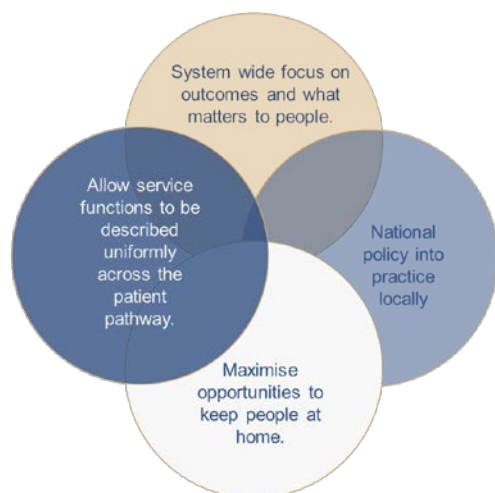 System wide focus on
outcomes and what
matters to people.
Allow service
functions to be
described
uniformly
across the
patient
pathway.
National
policy into
practice
locally
Maximise
opportunities to
keep people at
home.